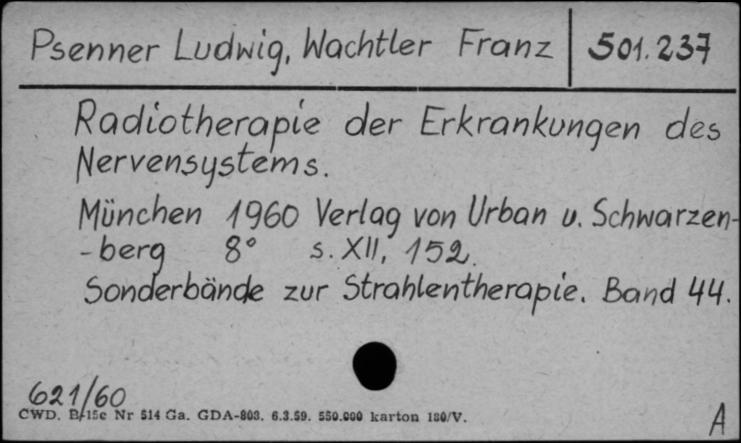 Psenner Ludwig, Wachtler Franz 501.237
Radiotherapie der Erkrankungen des
Nervensystems.
München 1960 Verlag von Urban u. Schwarzen-
-berg 8° s. XII, 152.
Sonderbände zur Strahlentherapie. Band 44.
621/60
CWD. B/15c Nr 514 Ga. GDA-803. 6.3.59. 550.000 karton 180/V.
A